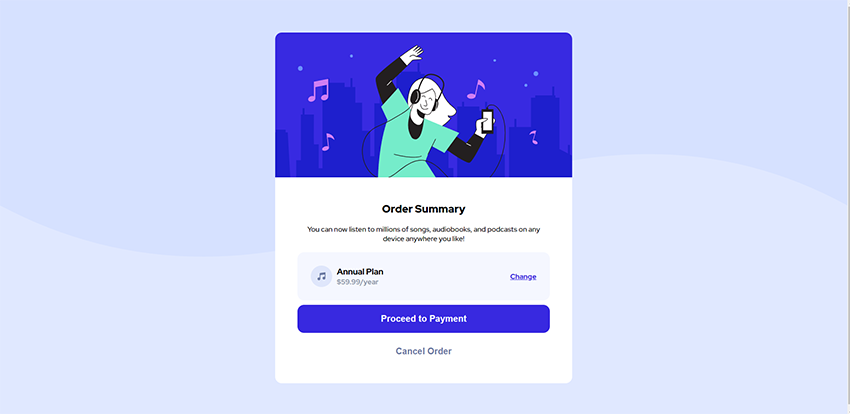 Order Summary
You can now listen to millions of songs, audiobooks, and podcasts on any
device anywhere you like!
Annual Plan
$59.99/year
Change
Proceed to Payment
Cancel Order